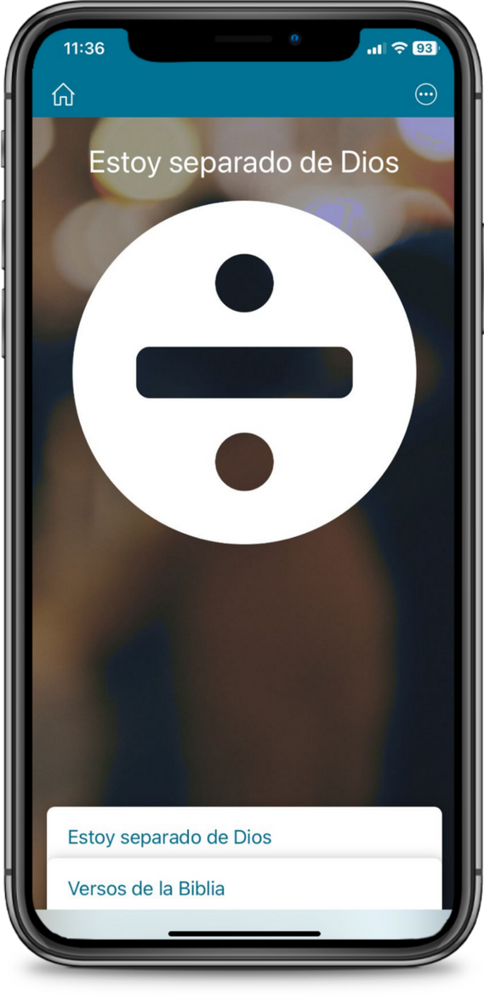 11:36
93
Estoy separado de Dios
Estoy separado de Dios
Versos de la Biblia